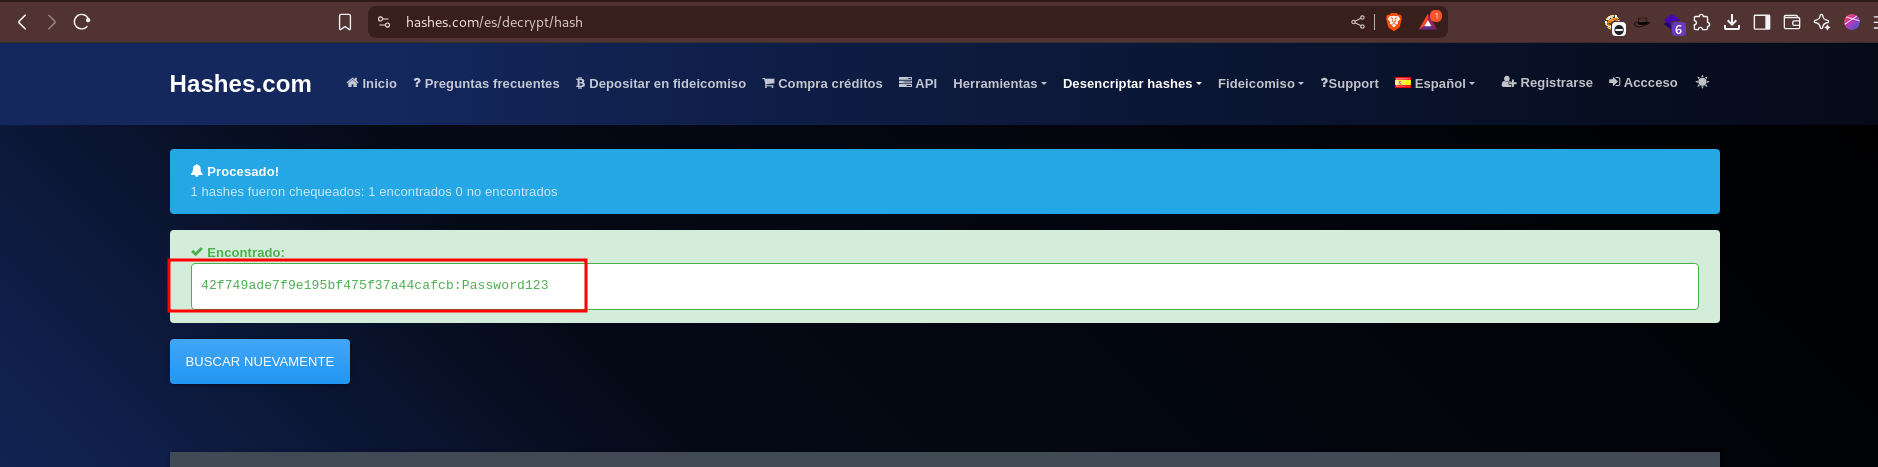 hashes.com/es/decrypt/hash
1
6
Hashes.com
Inicio
? Preguntas frecuentes
Depositar en fideicomiso
Compra créditos
API
Herramientas
Desencriptar hashes
Fideicomiso
?Support
Español
Registrarse
Accceso
Procesado!
1 hashes fueron chequeados: 1 encontrados 0 no encontrados
Encontrado:
42f749ade7f9e195bf475f37a44cafcb:Password123
BUSCAR NUEVAMENTE